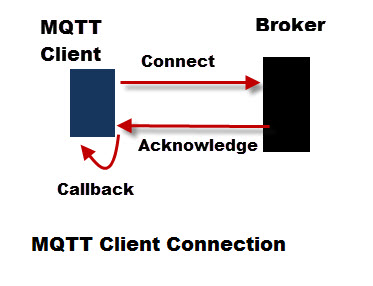 MQTT
Client
Broker
Connect
Acknowledge
Callback
MQTT Client Connection